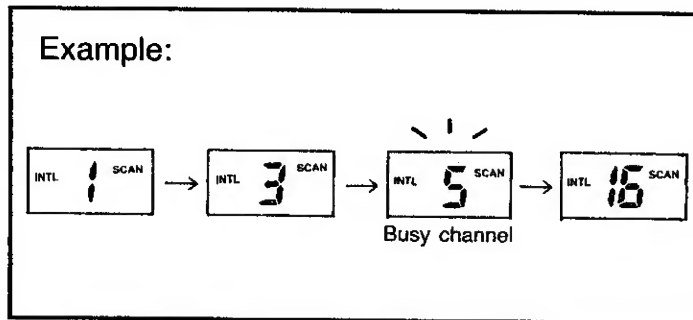 Example:
INTL 1 SCAN → INTL 3 SCAN → INTL 5 SCAN → INTL 16 SCAN
Busy channel